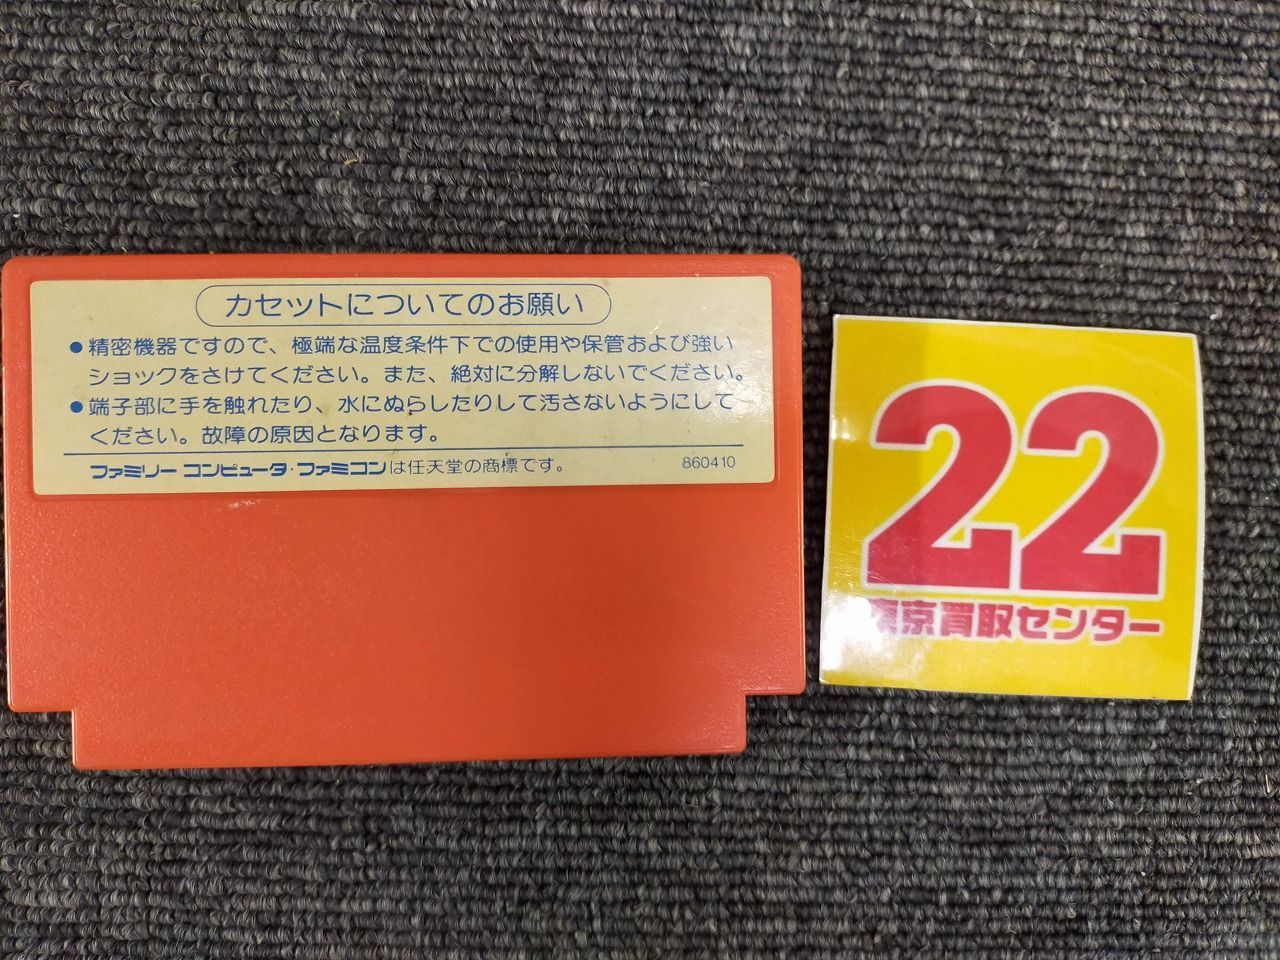 カセットについてのお願い
●精密機器ですので、極端な温度条件下での使用や保管および強い
ショックをさけてください。また、絶対に分解しないでください。
●端子部に手を触れたり、水にぬらしたりして汚さないようにして
ください。故障の原因となります。
ファミリー コンピュータ・ファミコンは任天堂の商標です。
860410
22
東京買取センター